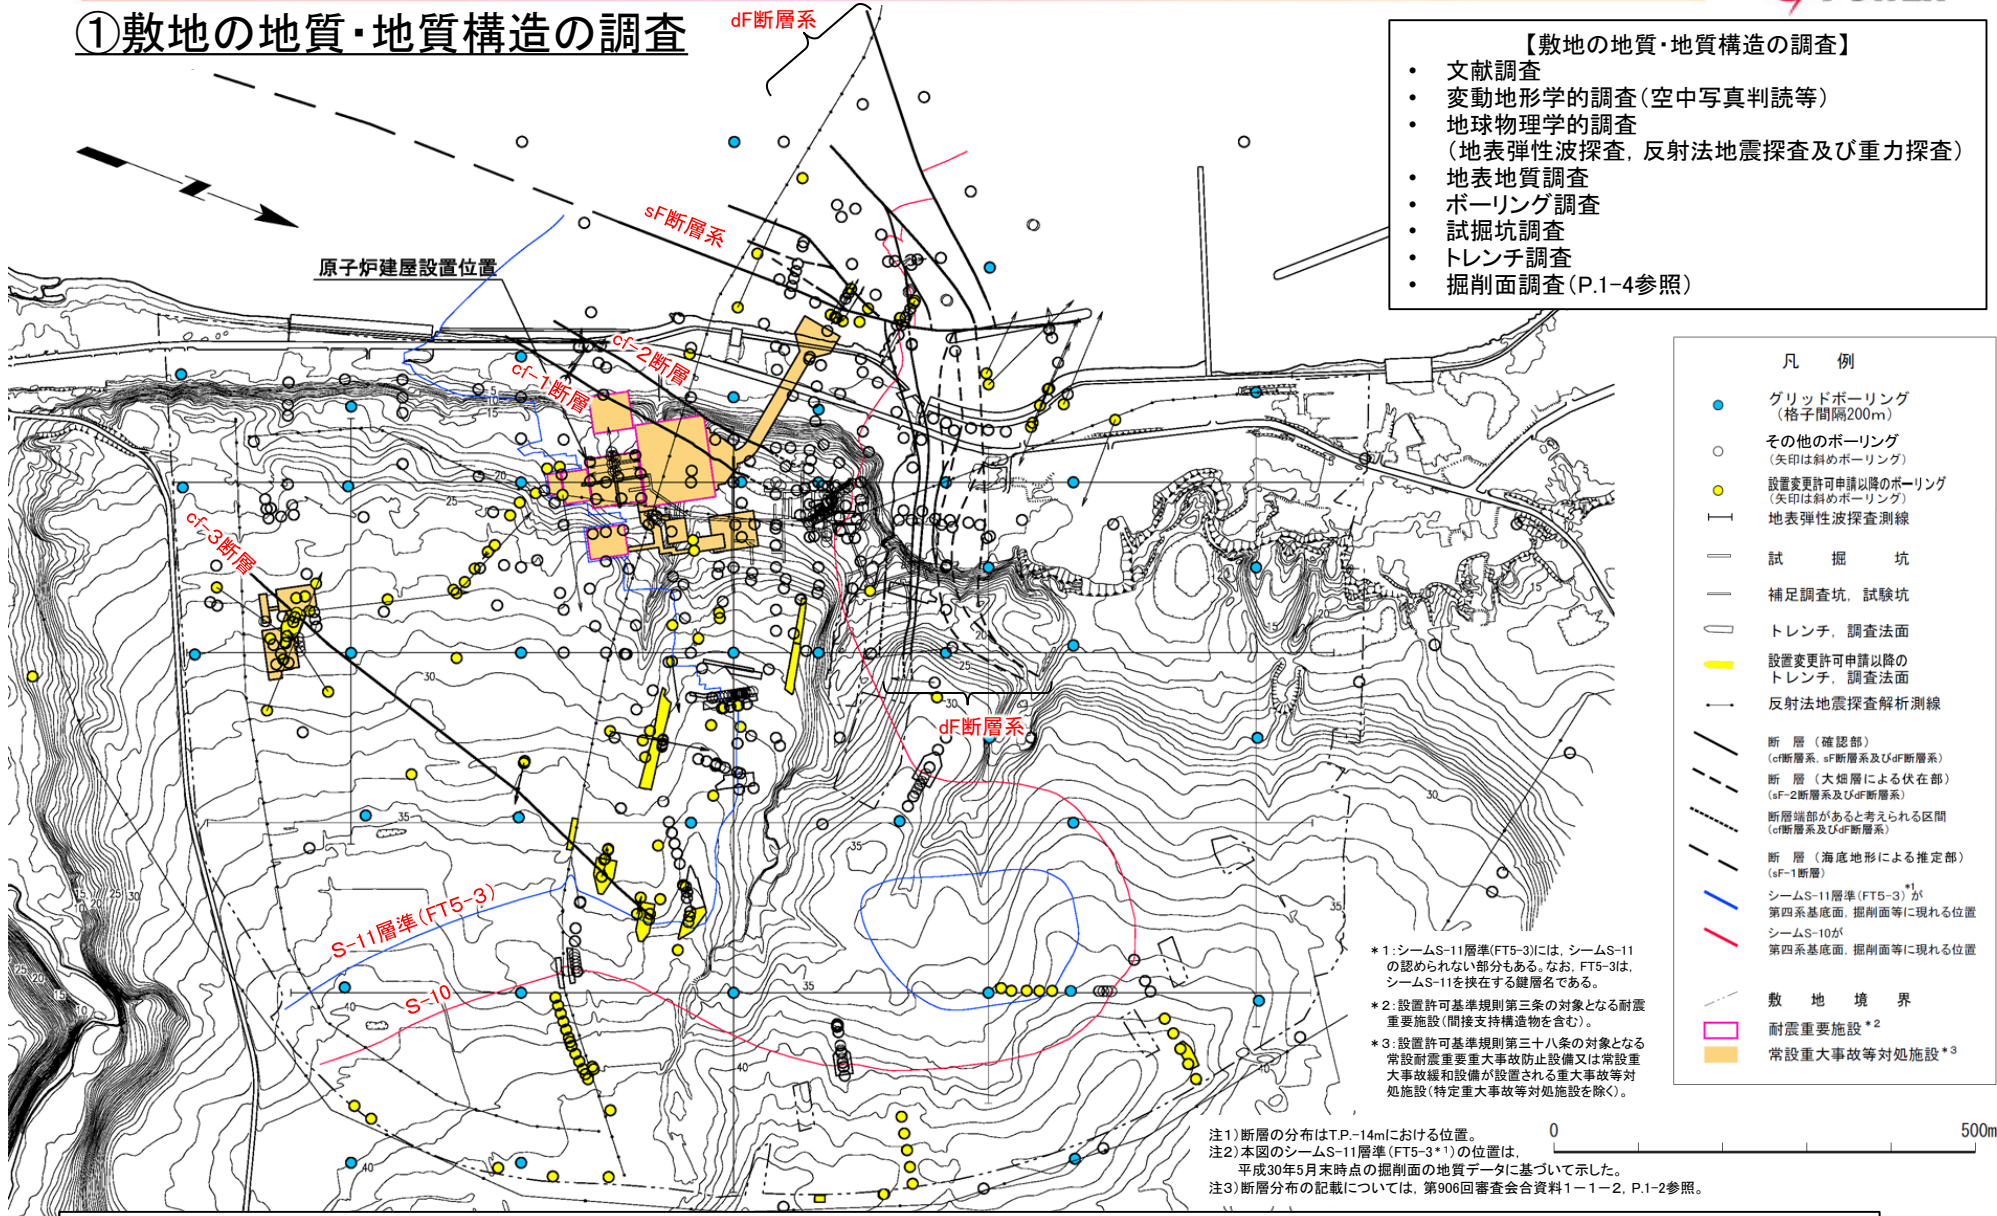 ①敷地の地質・地質構造の調査
dF断層系
【敷地の地質・地質構造の調査】
• 文献調査
• 変動地形学的調査(空中写真判読等)
• 地球物理学的調査
(地表弾性波探査, 反射法地震探査及び重力探査)
• 地表地質調査
• ボーリング調査
• 試掘坑調査
• トレンチ調査
• 掘削面調査(P.1-4参照)
sF断層系
原子炉建屋設置位置
cf-2断層
cf-1断層
cf-3断層
dF断層系
S-11層準(FT5-3)
S-10
凡 例
グリッドボーリング
(格子間隔200m)
その他のボーリング
(矢印は斜めボーリング)
設置変更許可申請以降のボーリング
(矢印は斜めボーリング)
地表弾性波探査測線
試 掘 坑
補足調査坑, 試験坑
トレンチ, 調査法面
設置変更許可申請以降の
トレンチ, 調査法面
反射法地震探査解析測線
断 層 (確認部)
(cf断層系, sF断層系及びdF断層系)
断 層 (大畑層による伏在部)
(sF-2断層系及びdF断層系)
断層端部があると考えられる区間
(cf断層系及びdF断層系)
断 層 (海底地形による推定部)
(sF-1断層)
シームS-11層準(FT5-3)*1が
第四系基底面, 掘削面等に現れる位置
シームS-10が
第四系基底面, 掘削面等に現れる位置
敷 地 境 界
耐震重要施設*2
常設重大事故等対処施設*3
*1:シームS-11層準(FT5-3)には, シームS-11
の認められない部分もある。なお, FT5-3は,
シームS-11を挟在する鍵層名である。
*2:設置許可基準規則第三条の対象となる耐震
重要施設(間接支持構造物を含む)。
*3:設置許可基準規則第三十八条の対象となる
常設耐震重要重大事故防止設備又は常設重
大事故緩和設備が設置される重大事故等対
処施設(特定重大事故等対処施設を除く)。
注1)断層の分布はT.P.-14mにおける位置。
注2)本図のシームS-11層準(FT5-3*1)の位置は,
平成30年5月末時点の掘削面の地質データに基づいて示した。
注3)断層分布の記載については, 第906回審査会合資料1-1-2, P.1-2参照。
0 500m